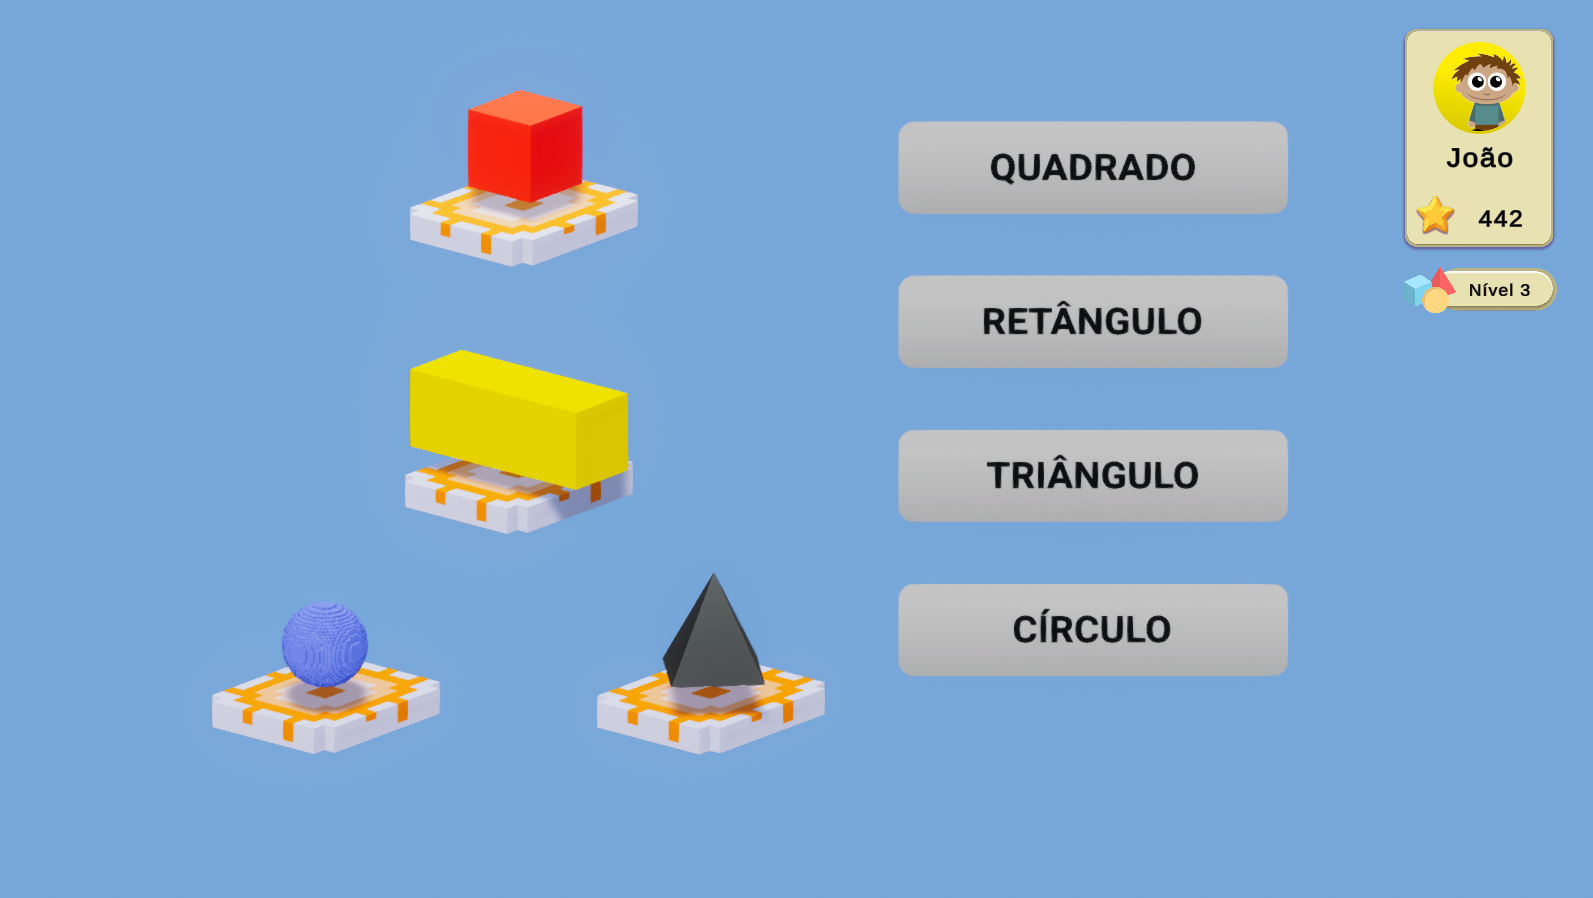 QUADRADO
RETÂNGULO
TRIÂNGULO
CÍRCULO
João
442
Nível 3